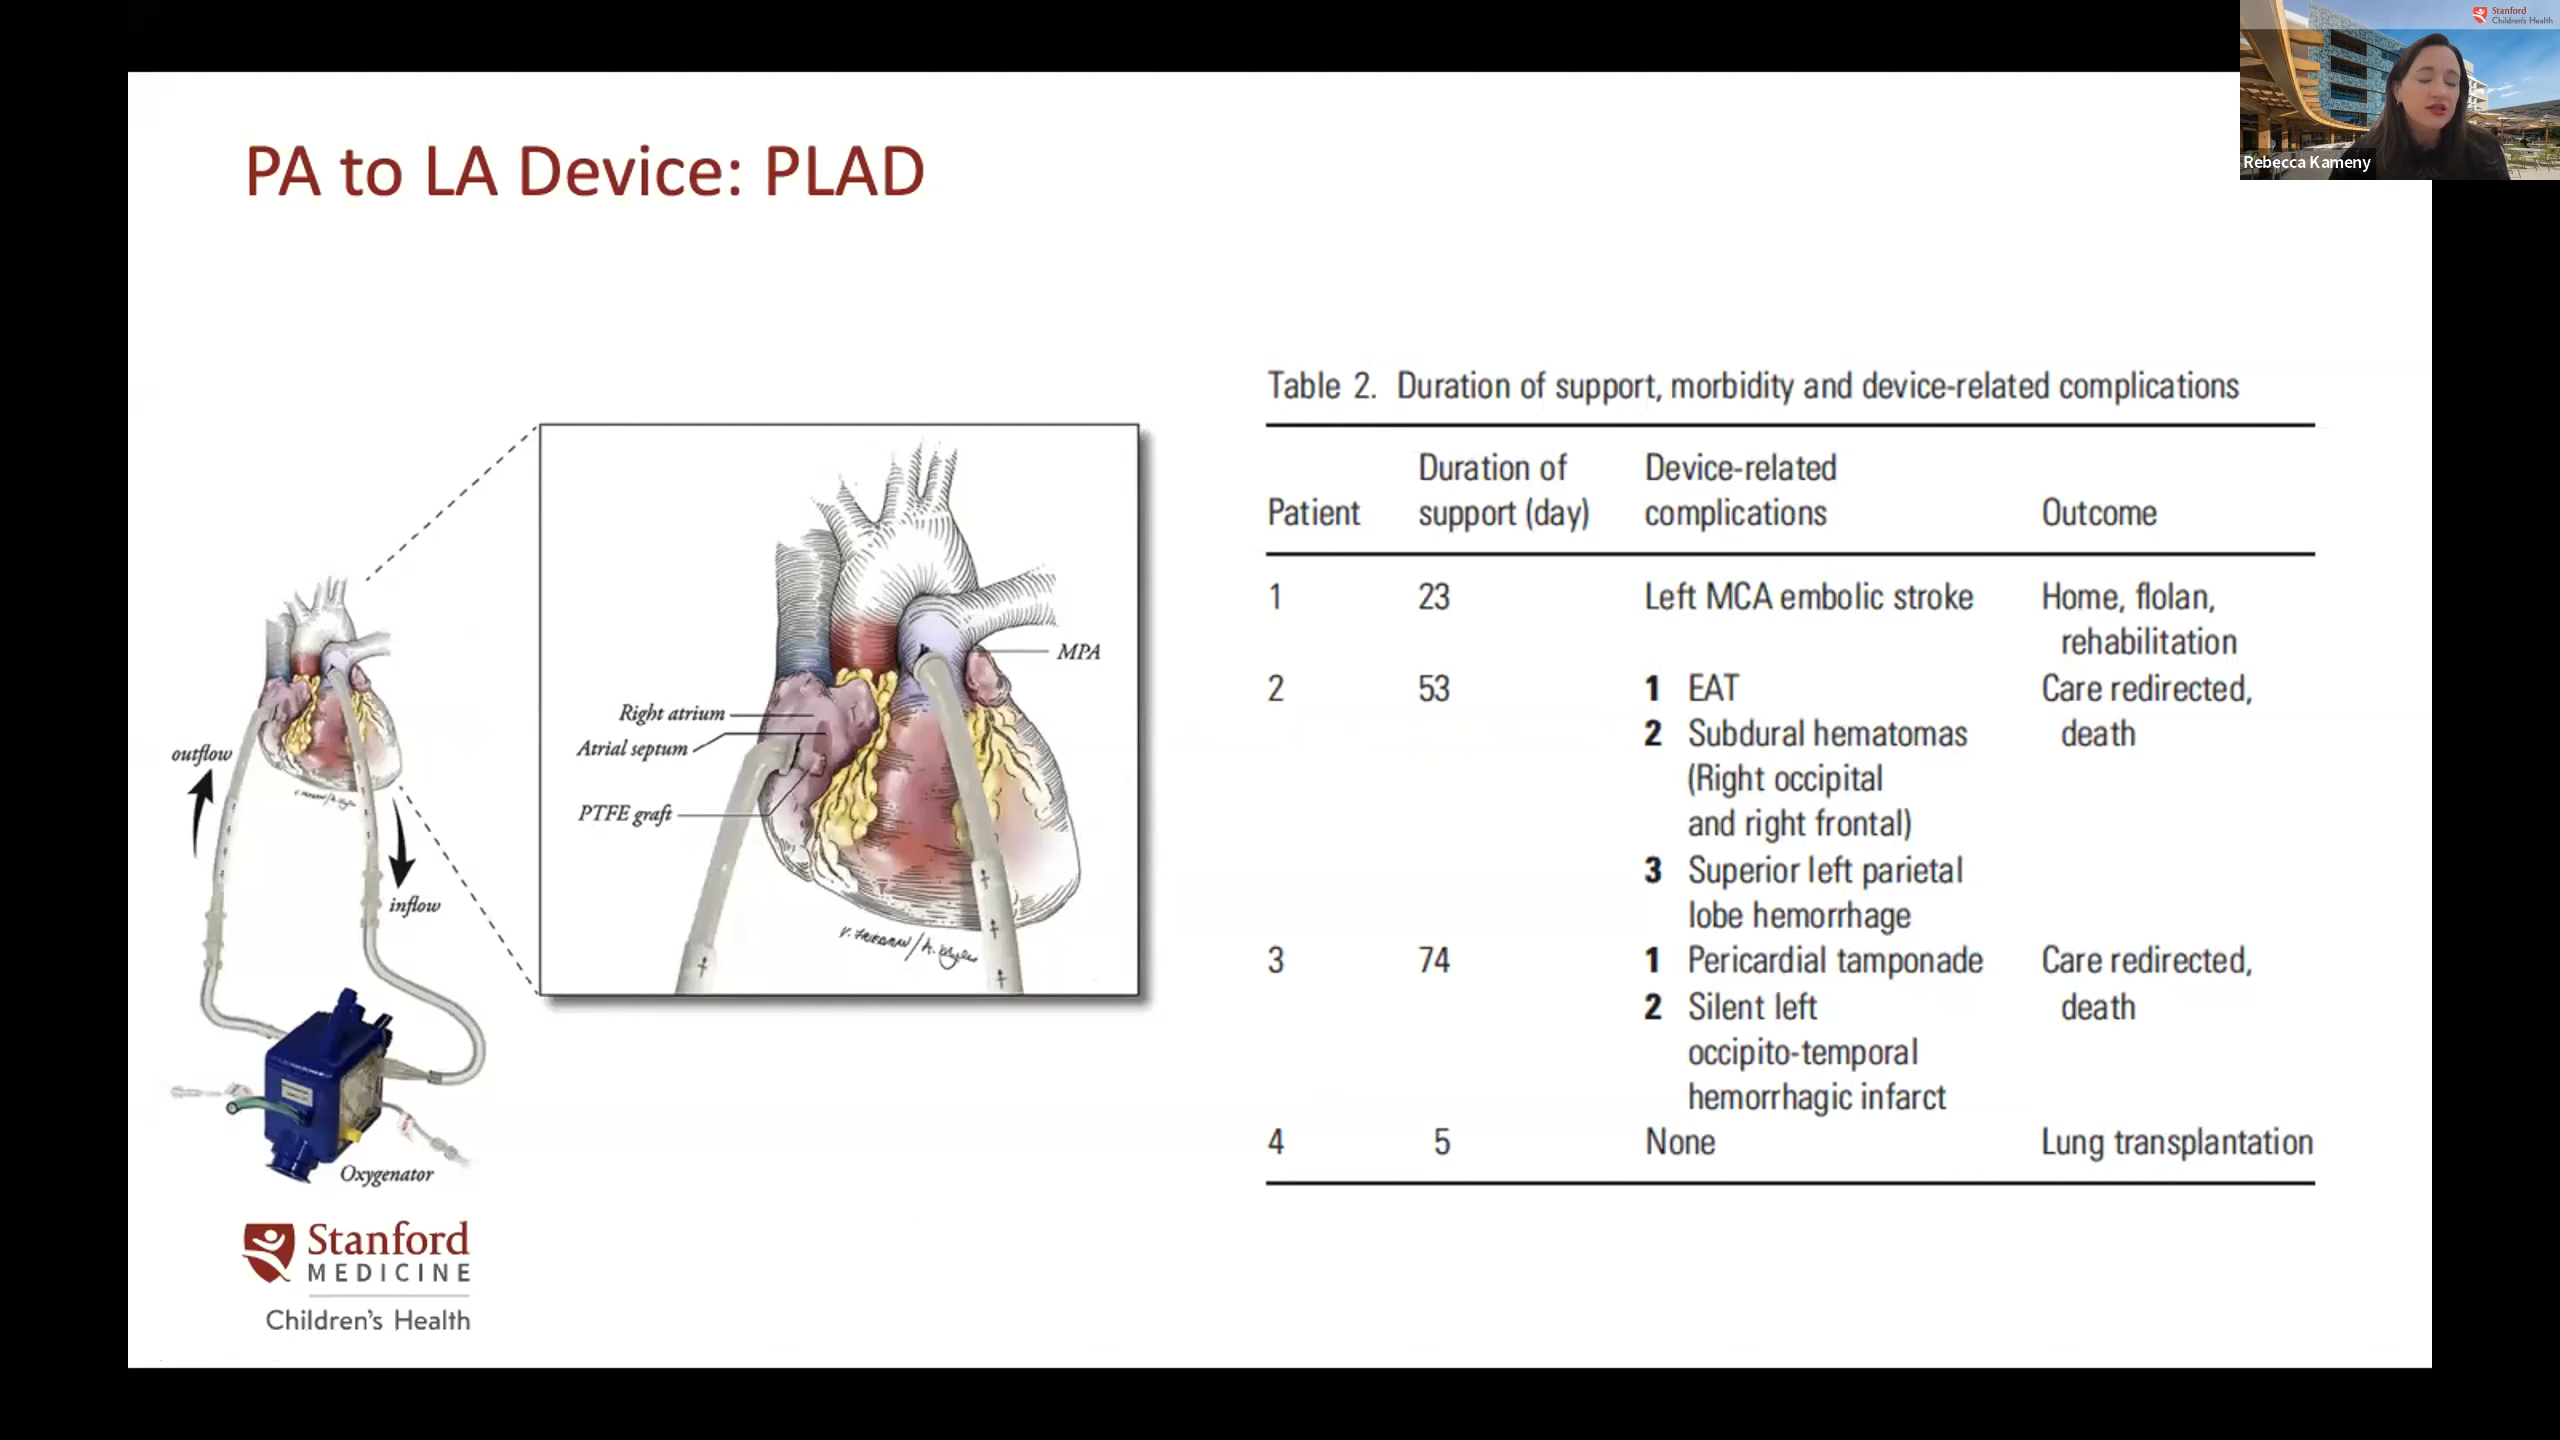 Stanford
Children's Health
Rebecca Kameny
PA to LA Device: PLAD
MPA
Right atrium
Atrial septum
PTFE graft
outflow
inflow
Oxygenator
Table 2. Duration of support, morbidity and device-related complications
Patient
Duration of
support (day)
Device-related
complications
Outcome
1 23 Left MCA embolic stroke Home, flolan,
rehabilitation
2 53 1 EAT Care redirected,
2 Subdural hematomas death
(Right occipital
and right frontal)
3 Superior left parietal
lobe hemorrhage
3 74 1 Pericardial tamponade Care redirected,
2 Silent left death
occipito-temporal
hemorrhagic infarct
4 5 None Lung transplantation
Stanford
MEDICINE
Children's Health